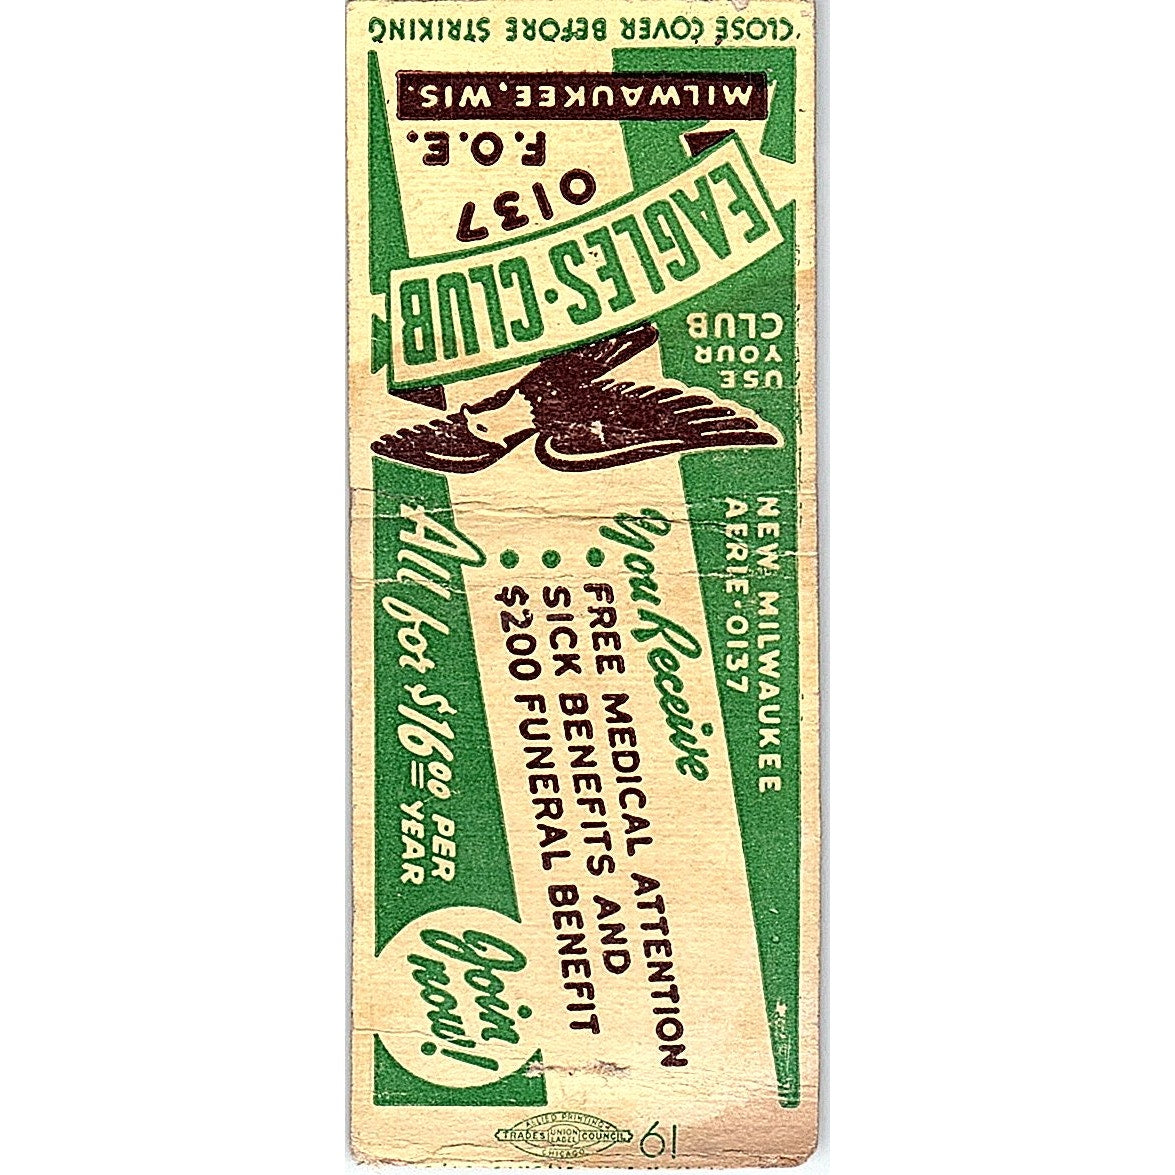 CLOSE COVER BEFORE STRIKING
MILWAUKEE, WIS.
F.O.E.
0137
EAGLES·CLUB
USE
YOUR
CLUB
NEW MILWAUKEE
AERIE·0137
You Receive
• FREE MEDICAL ATTENTION
• SICK BENEFITS AND
• $200 FUNERAL BENEFIT
All for $16.00 PER
YEAR
Join
now!
ALLIED PRINTING
TRADES UNION LABEL COUNCIL
CHICAGO
19